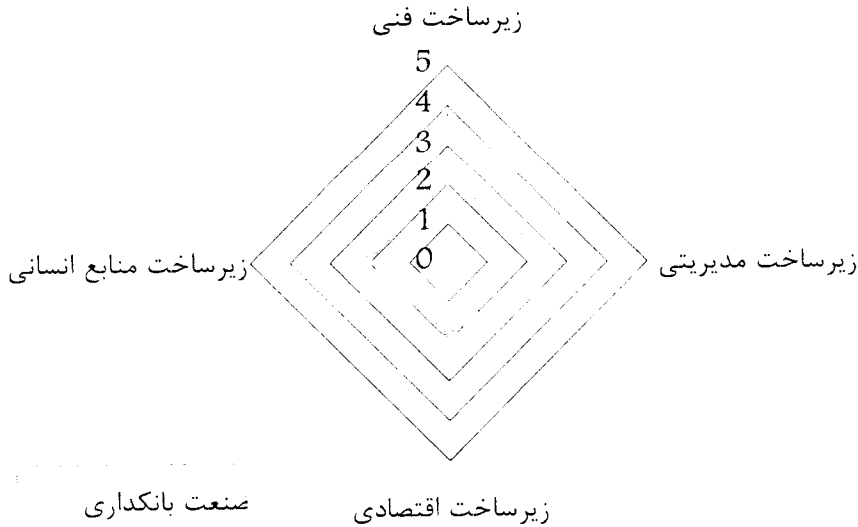 زیرساخت فنی
5
4
3
2
1
0
زیرساخت مدیریتی
زیرساخت منابع انسانی
زیرساخت اقتصادی
صنعت بانکداری